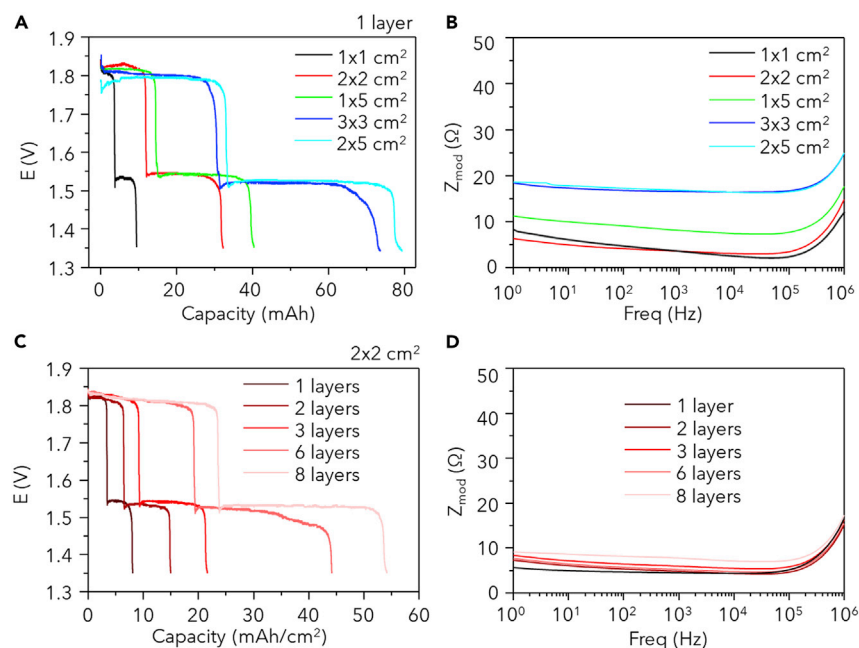 A
1 layer
E (V)
1.9
1.8
1.7
1.6
1.5
1.4
1.3
1x1 cm²
2x2 cm²
1x5 cm²
3x3 cm²
2x5 cm²
0 20 40 60 80
Capacity (mAh)
B
Zmod (Ω)
50
40
30
20
10
0
1x1 cm²
2x2 cm²
1x5 cm²
3x3 cm²
2x5 cm²
10⁰ 10¹ 10² 10³ 10⁴ 10⁵ 10⁶
Freq (Hz)
C
2x2 cm²
E (V)
1.9
1.8
1.7
1.6
1.5
1.4
1.3
1 layers
2 layers
3 layers
6 layers
8 layers
0 10 20 30 40 50 60
Capacity (mAh/cm²)
D
Zmod (Ω)
50
40
30
20
10
0
1 layer
2 layers
3 layers
6 layers
8 layers
10⁰ 10¹ 10² 10³ 10⁴ 10⁵ 10⁶
Freq (Hz)